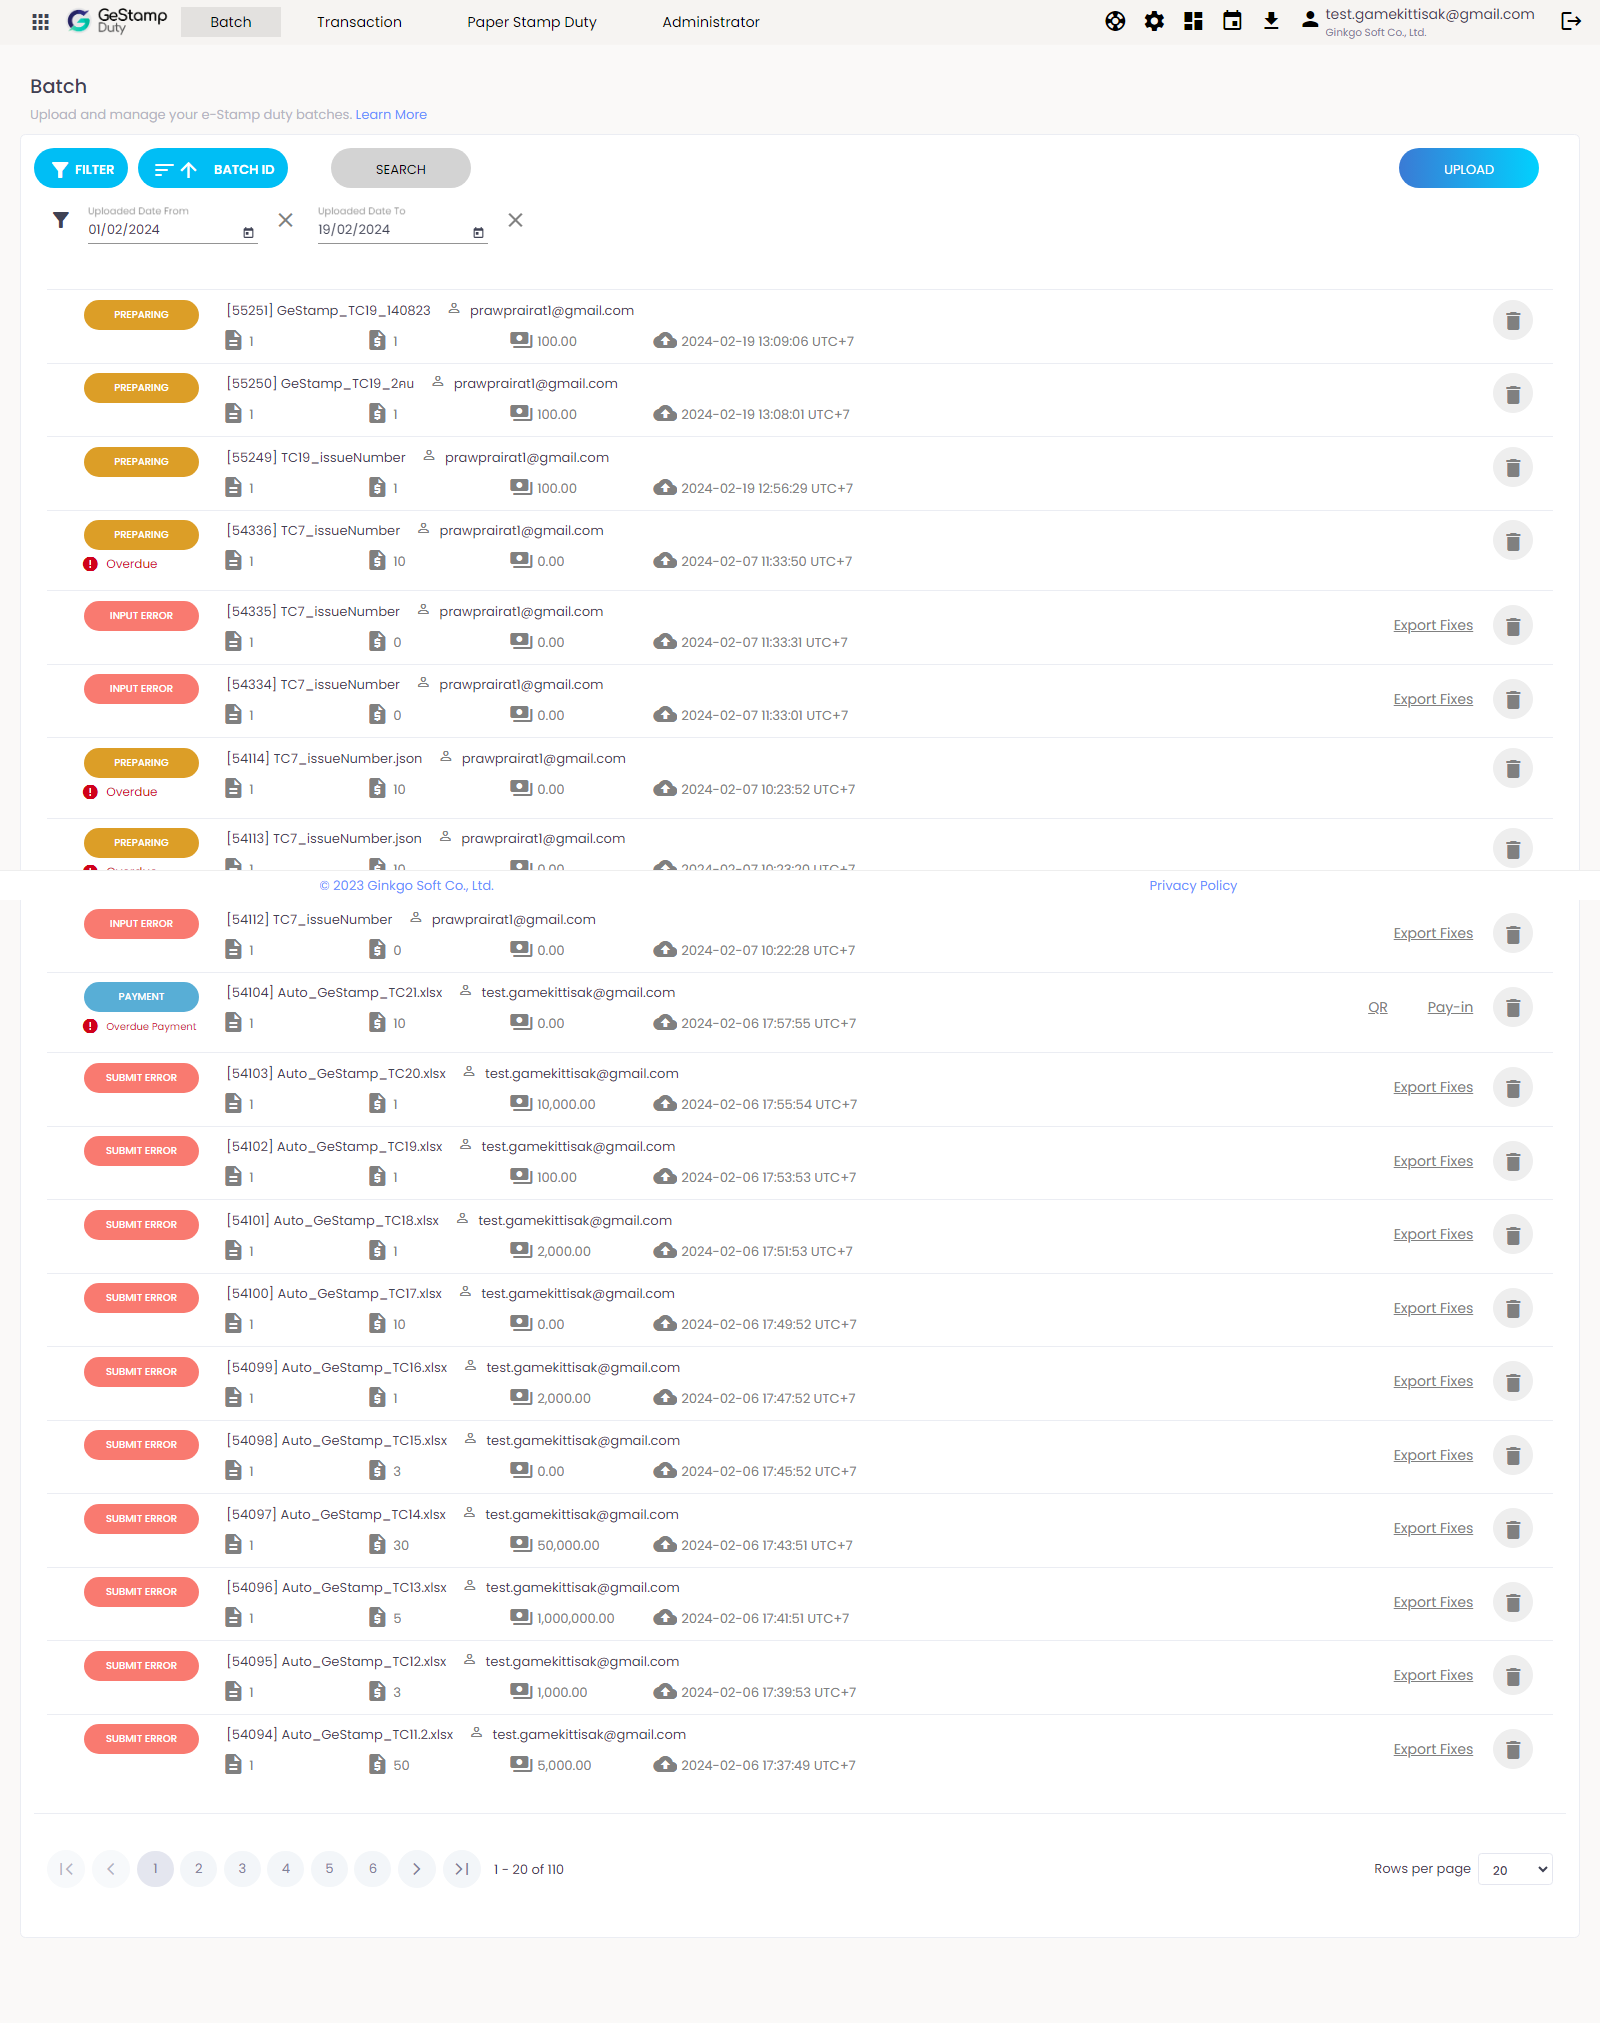 GeStamp
Duty
Batch
Transaction
Paper Stamp Duty
Administrator
test.gamekittisak@gmail.com
Ginkgo Soft Co., Ltd.
Batch
Upload and manage your e-Stamp duty batches. Learn More
FILTER
BATCH ID
SEARCH
UPLOAD
Uploaded Date From
01/02/2024
Uploaded Date To
19/02/2024
PREPARING
[55251] GeStamp_TC19_140823 prawprairat1@gmail.com
1 1 100.00 2024-02-19 13:09:06 UTC+7
PREPARING
[55250] GeStamp_TC19_2คน prawprairat1@gmail.com
1 1 100.00 2024-02-19 13:08:01 UTC+7
PREPARING
[55249] TC19_issueNumber prawprairat1@gmail.com
1 1 100.00 2024-02-19 12:56:29 UTC+7
PREPARING
[54336] TC7_issueNumber prawprairat1@gmail.com
Overdue
1 10 0.00 2024-02-07 11:33:50 UTC+7
INPUT ERROR
[54335] TC7_issueNumber prawprairat1@gmail.com
1 0 0.00 2024-02-07 11:33:31 UTC+7
Export Fixes
INPUT ERROR
[54334] TC7_issueNumber prawprairat1@gmail.com
1 0 0.00 2024-02-07 11:33:01 UTC+7
Export Fixes
PREPARING
[54114] TC7_issueNumber.json prawprairat1@gmail.com
Overdue
1 10 0.00 2024-02-07 10:23:52 UTC+7
PREPARING
[54113] TC7_issueNumber.json prawprairat1@gmail.com
© 2023 Ginkgo Soft Co., Ltd.
Privacy Policy
INPUT ERROR
[54112] TC7_issueNumber prawprairat1@gmail.com
1 0 0.00 2024-02-07 10:22:28 UTC+7
Export Fixes
PAYMENT
[54104] Auto_GeStamp_TC21.xlsx test.gamekittisak@gmail.com
Overdue Payment
1 10 0.00 2024-02-06 17:57:55 UTC+7
QR
Pay-in
SUBMIT ERROR
[54103] Auto_GeStamp_TC20.xlsx test.gamekittisak@gmail.com
1 1 10,000.00 2024-02-06 17:55:54 UTC+7
Export Fixes
SUBMIT ERROR
[54102] Auto_GeStamp_TC19.xlsx test.gamekittisak@gmail.com
1 1 100.00 2024-02-06 17:53:53 UTC+7
Export Fixes
SUBMIT ERROR
[54101] Auto_GeStamp_TC18.xlsx test.gamekittisak@gmail.com
1 1 2,000.00 2024-02-06 17:51:53 UTC+7
Export Fixes
SUBMIT ERROR
[54100] Auto_GeStamp_TC17.xlsx test.gamekittisak@gmail.com
1 10 0.00 2024-02-06 17:49:52 UTC+7
Export Fixes
SUBMIT ERROR
[54099] Auto_GeStamp_TC16.xlsx test.gamekittisak@gmail.com
1 1 2,000.00 2024-02-06 17:47:52 UTC+7
Export Fixes
SUBMIT ERROR
[54098] Auto_GeStamp_TC15.xlsx test.gamekittisak@gmail.com
1 3 0.00 2024-02-06 17:45:52 UTC+7
Export Fixes
SUBMIT ERROR
[54097] Auto_GeStamp_TC14.xlsx test.gamekittisak@gmail.com
1 30 50,000.00 2024-02-06 17:43:51 UTC+7
Export Fixes
SUBMIT ERROR
[54096] Auto_GeStamp_TC13.xlsx test.gamekittisak@gmail.com
1 5 1,000,000.00 2024-02-06 17:41:51 UTC+7
Export Fixes
SUBMIT ERROR
[54095] Auto_GeStamp_TC12.xlsx test.gamekittisak@gmail.com
1 3 1,000.00 2024-02-06 17:39:53 UTC+7
Export Fixes
SUBMIT ERROR
[54094] Auto_GeStamp_TC11.2.xlsx test.gamekittisak@gmail.com
1 50 5,000.00 2024-02-06 17:37:49 UTC+7
Export Fixes
1 2 3 4 5 6 1 - 20 of 110
Rows per page 20